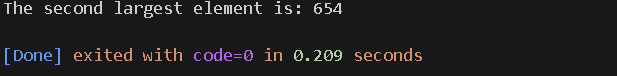 The second largest element is: 654
[Done] exited with code=0 in 0.209 seconds